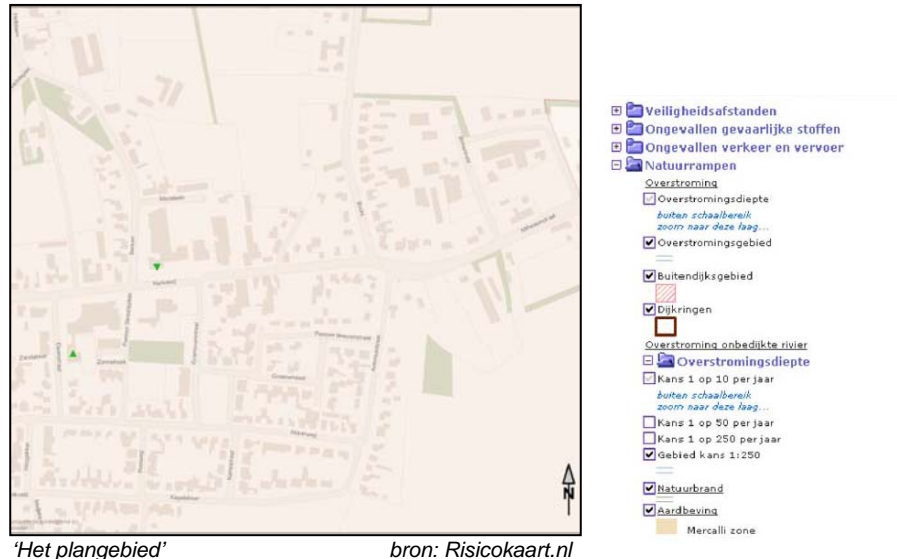 Veiligheidsafstanden
Ongevallen gevaarlijke stoffen
Ongevallen verkeer en vervoer
Natuurrampen
Overstroming
Overstromingsdiepte
buiten schaalbereik
zoom naar deze laag...
Overstromingsgebied
Buitendijksgebied
Dijkringen
Overstroming onbedijkte rivier
Overstromingsdiepte
Kans 1 op 10 per jaar
buiten schaalbereik
zoom naar deze laag...
Kans 1 op 50 per jaar
Kans 1 op 250 per jaar
Gebied kans 1:250
Natuurbrand
Aardbeving
Mercalli zone
N
'Het plangebied' bron: Risicokaart.nl